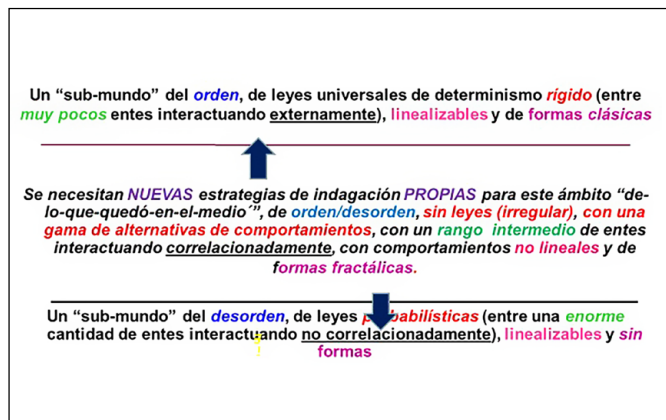 Un “sub-mundo” del orden, de leyes universales de determinismo rígido (entre
muy pocos entes interactuando externamente), linealizables y de formas clásicas
Se necesitan NUEVAS estrategias de indagación PROPIAS para este ámbito “de-
lo-que-quedó-en-el-medio´”, de orden/desorden, sin leyes (irregular), con una
gama de alternativas de comportamientos, con un rango intermedio de entes
interactuando correlacionadamente, con comportamientos no lineales y de
formas fractálicas.
Un “sub-mundo” del desorden, de leyes probabilísticas (entre una enorme
cantidad de entes interactuando no correlacionadamente), linealizables y sin
formas